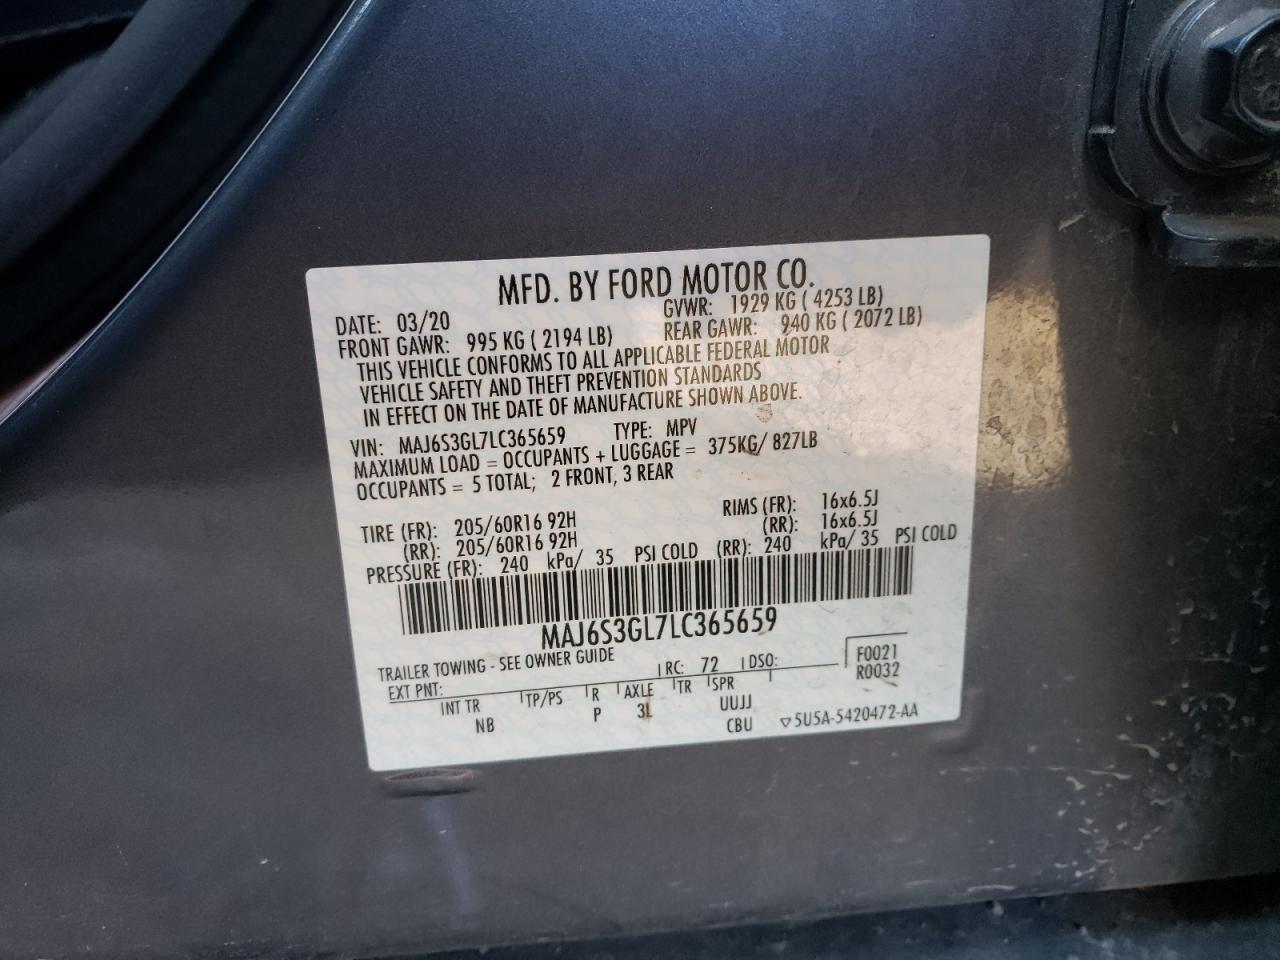 MFD. BY FORD MOTOR CO.
DATE: 03/20 GVWR: 1929 KG ( 4253 LB)
FRONT GAWR: 995 KG ( 2194 LB) REAR GAWR: 940 KG ( 2072 LB)
THIS VEHICLE CONFORMS TO ALL APPLICABLE FEDERAL MOTOR
VEHICLE SAFETY AND THEFT PREVENTION STANDARDS
IN EFFECT ON THE DATE OF MANUFACTURE SHOWN ABOVE.
VIN: MAJ6S3GL7LC365659 TYPE: MPV
MAXIMUM LOAD = OCCUPANTS + LUGGAGE = 375KG/ 827LB
OCCUPANTS = 5 TOTAL; 2 FRONT, 3 REAR
TIRE (FR): 205/60R16 92H RIMS (FR): 16x6.5J
(RR): 205/60R16 92H (RR): 16x6.5J
PRESSURE (FR): 240 kPa/ 35 PSI COLD (RR): 240 kPa/ 35 PSI COLD
MAJ6S3GL7LC365659
TRAILER TOWING - SEE OWNER GUIDE F0021
EXT PNT: RC: 72 DSO: R0032
INT TR TP/PS R AXLE TR SPR
NB P 3L UUJJ
CBU ▽5U5A-5420472-AA